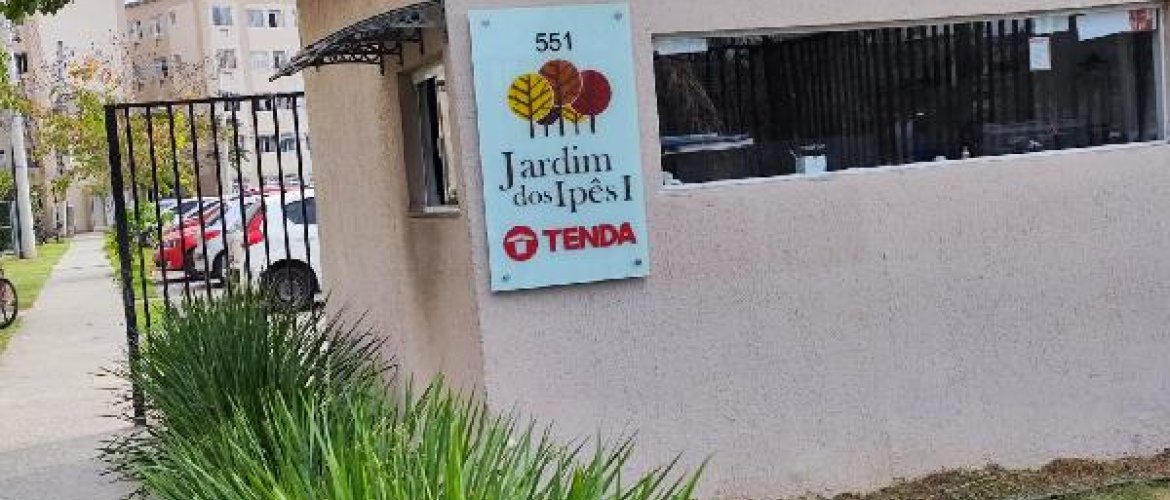 551
Jardim
dos Ipês I
TENDA